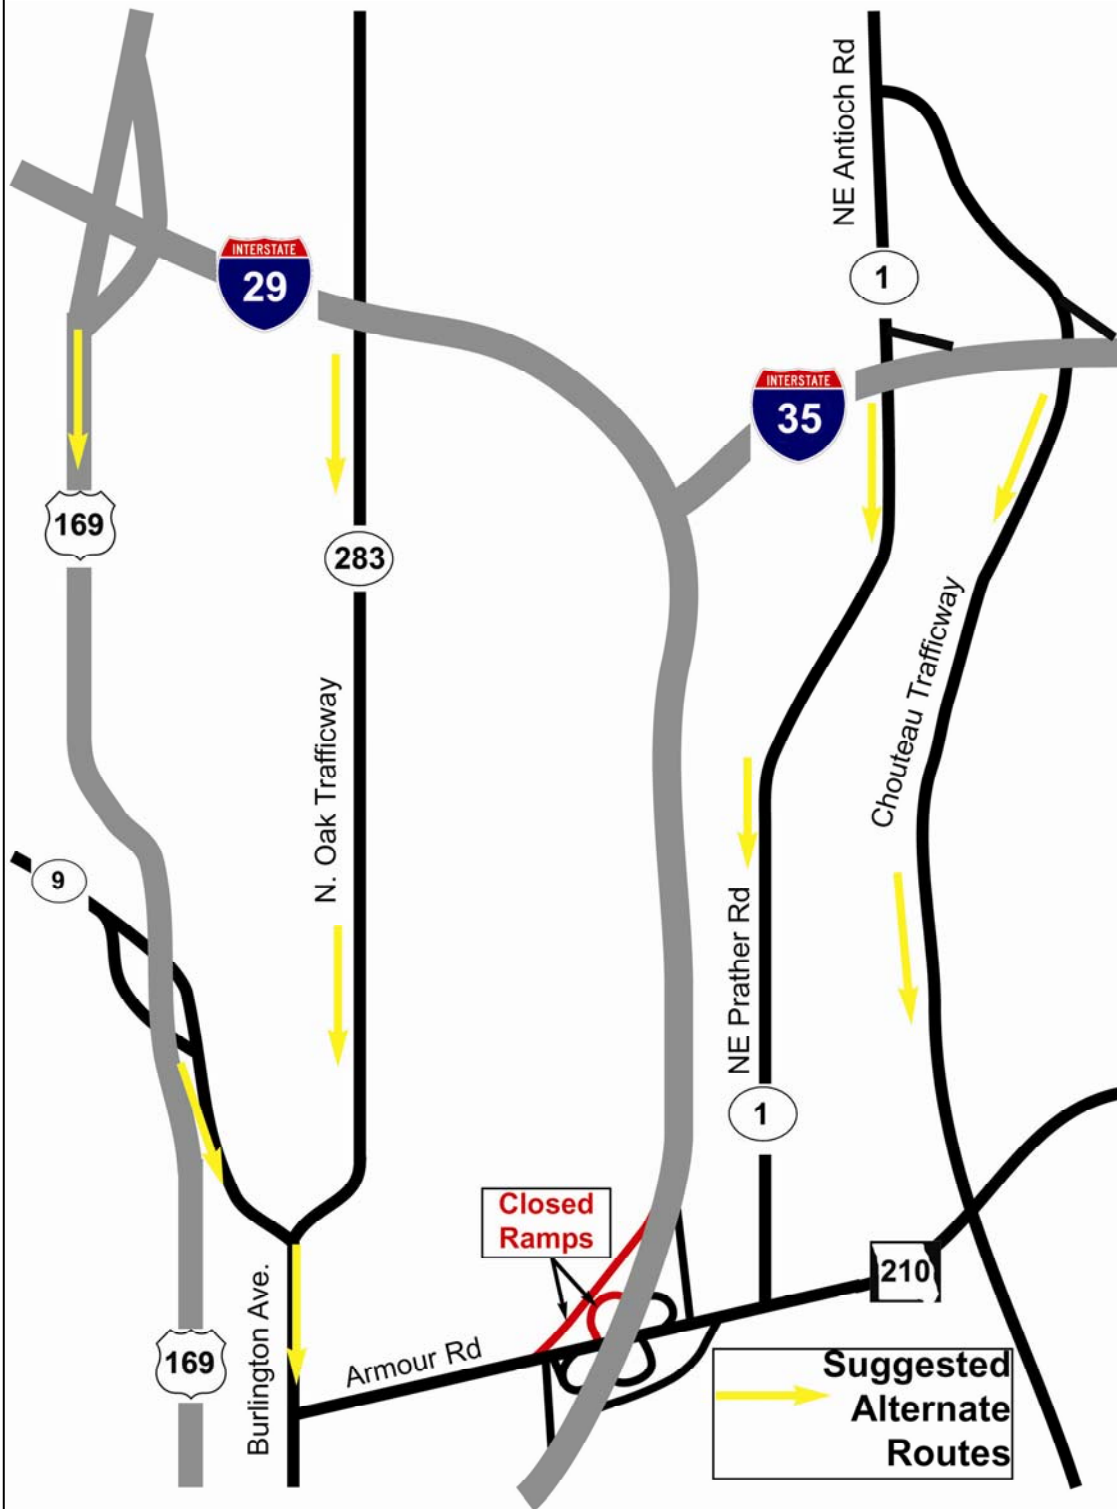 NE Antioch Rd
INTERSTATE
29
1
INTERSTATE
35
169
283
N. Oak Trafficway
Chouteau Trafficway
9
NE Prather Rd
1
Closed
Ramps
210
Burlington Ave.
169
Armour Rd
Suggested
Alternate
Routes